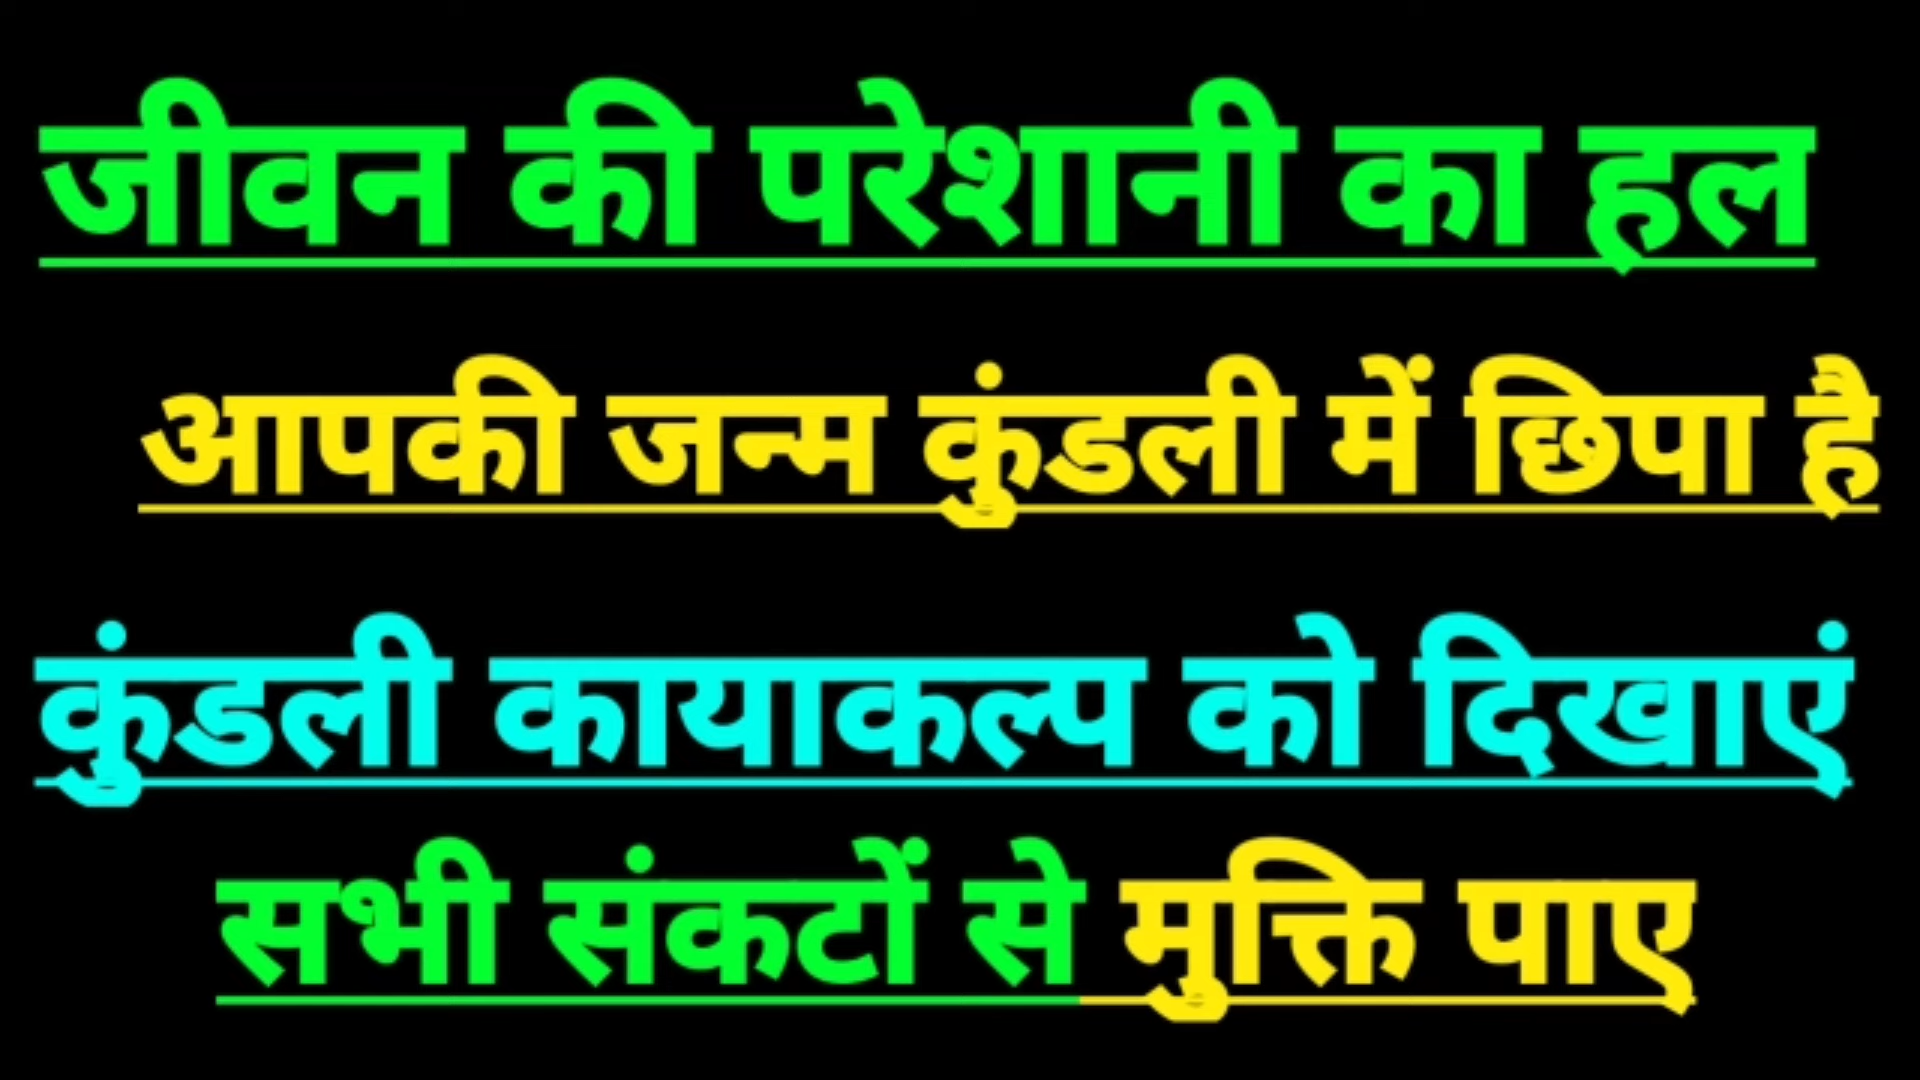 जीवन की परेशानी का हल
आपकी जन्म कुंडली में छिपा है
कुंडली कायाकल्प को दिखाएं
सभी संकटों से मुक्ति पाए